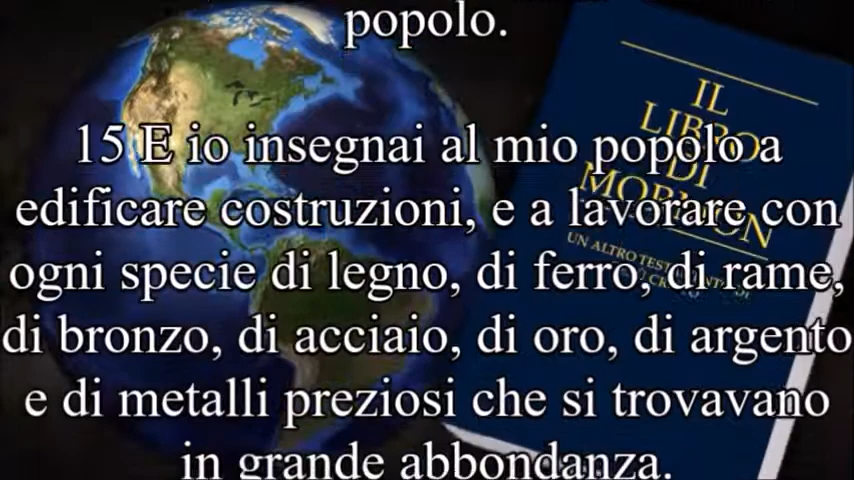 popolo.
15 E io insegnai al mio popolo a
edificare costruzioni, e a lavorare con
ogni specie di legno, di ferro, di rame,
di bronzo, di acciaio, di oro, di argento
e di metalli preziosi che si trovavano
in grande abbondanza.
IL
LIBRO
DI
MORMON
UN ALTRO TESTAMENTO DI